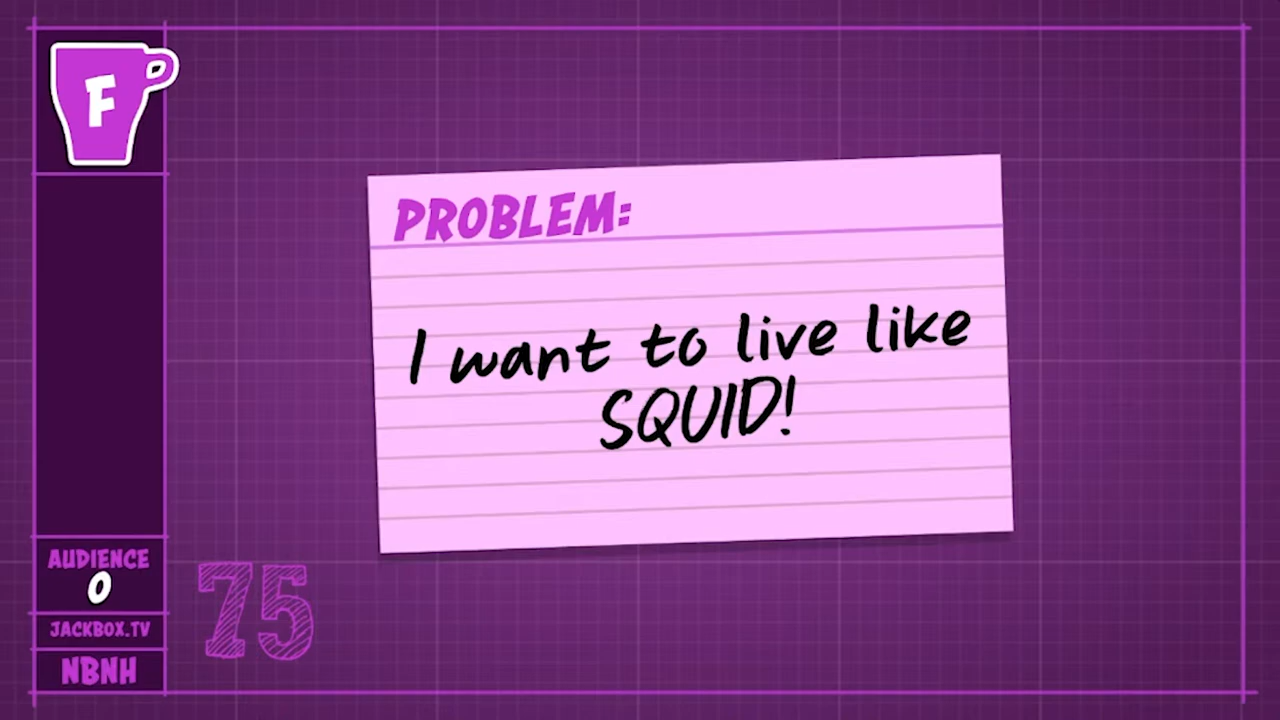 F
PROBLEM:
I want to live like
SQUID!
AUDIENCE
0
JACKBOX.TV
NBNH
75